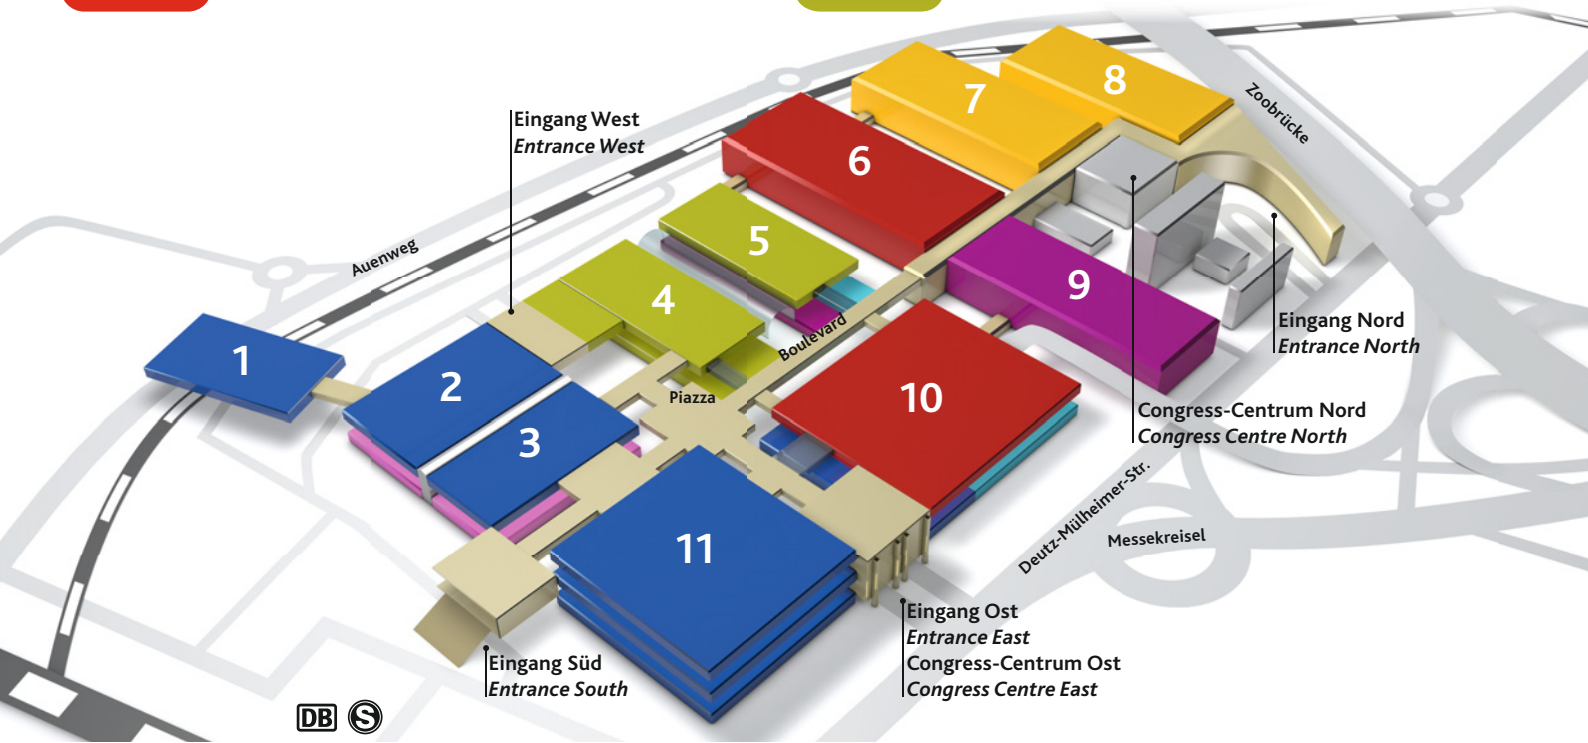 8
7
Zoobrücke
Eingang West
Entrance West
6
5
Auenweg
9
4
Eingang Nord
Entrance North
Boulevard
1
2
Piazza
10
Congress-Centrum Nord
Congress Centre North
3
Deutz-Mülheimer-Str.
Messekreisel
11
Eingang Ost
Entrance East
Congress-Centrum Ost
Congress Centre East
Eingang Süd
Entrance South
DB S